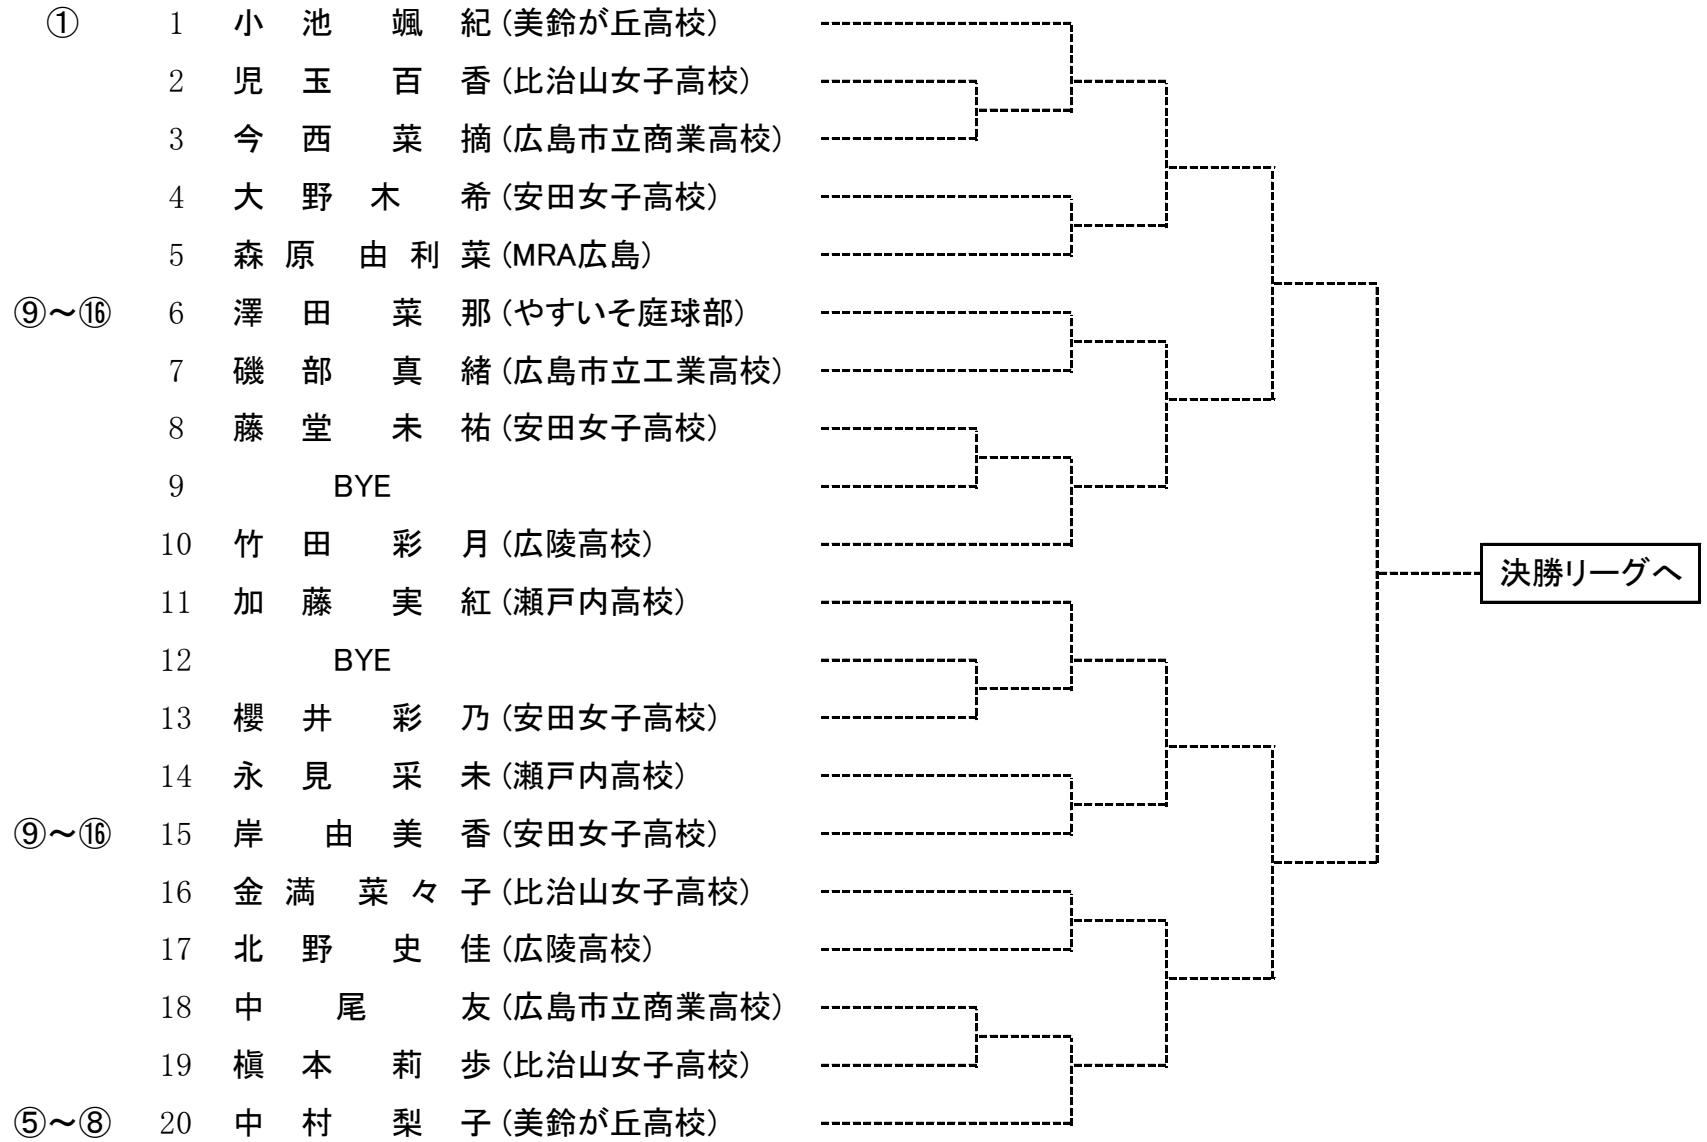 ① 1 小池 颯紀 (美鈴が丘高校)
2 児玉 百香 (比治山女子高校)
3 今西 菜摘 (広島市立商業高校)
4 大野木 希 (安田女子高校)
5 森原 由利菜 (MRA広島)
⑨～⑯ 6 澤田 菜那 (やすいそ庭球部)
7 磯部 真緒 (広島市立工業高校)
8 藤堂 未祐 (安田女子高校)
9 BYE
10 竹田 彩月 (広陵高校)
決勝リーグへ
11 加藤 実紅 (瀬戸内高校)
12 BYE
13 櫻井 彩乃 (安田女子高校)
14 永見 采未 (瀬戸内高校)
⑨～⑯ 15 岸 由美香 (安田女子高校)
16 金満 菜々子 (比治山女子高校)
17 北野 史佳 (広陵高校)
18 中尾 友 (広島市立商業高校)
19 槇本 莉歩 (比治山女子高校)
⑤～⑧ 20 中村 梨子 (美鈴が丘高校)